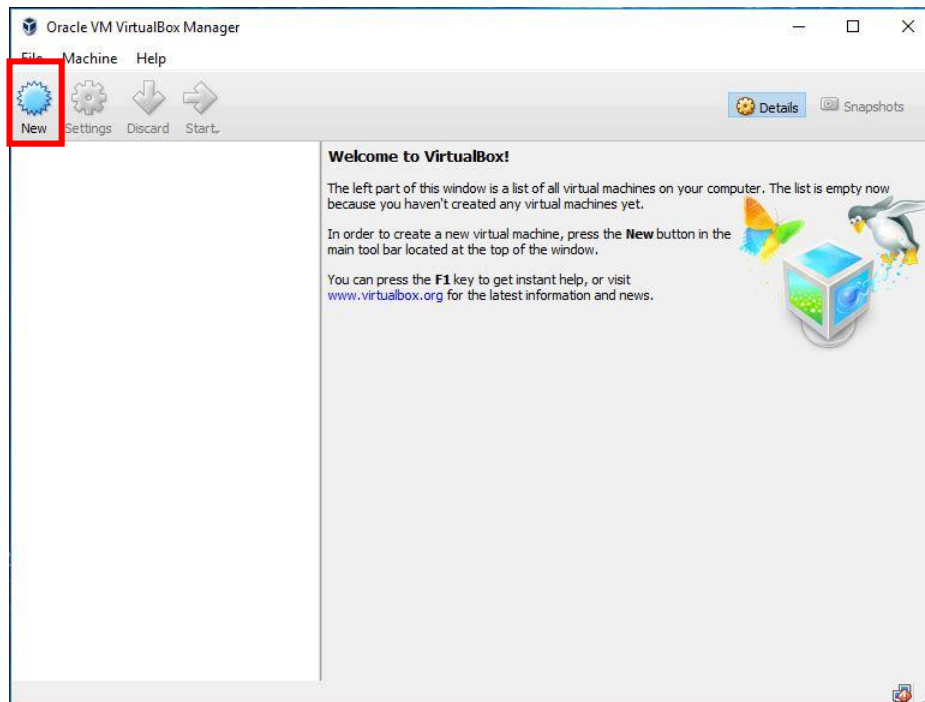 Oracle VM VirtualBox Manager
File Machine Help
New Settings Discard Start
Details Snapshots
Welcome to VirtualBox!
The left part of this window is a list of all virtual machines on your computer. The list is empty now
because you haven't created any virtual machines yet.
In order to create a new virtual machine, press the New button in the
main tool bar located at the top of the window.
You can press the F1 key to get instant help, or visit
www.virtualbox.org for the latest information and news.